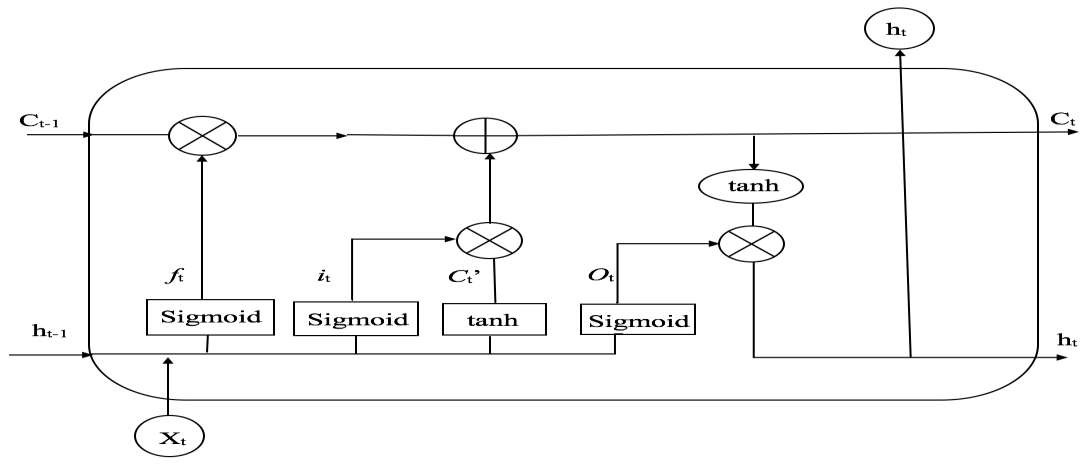 hₜ
Cₜ₋₁
Cₜ
tanh
fₜ
iₜ
Cₜ’
Oₜ
Sigmoid
Sigmoid
tanh
Sigmoid
hₜ₋₁
hₜ
Xₜ